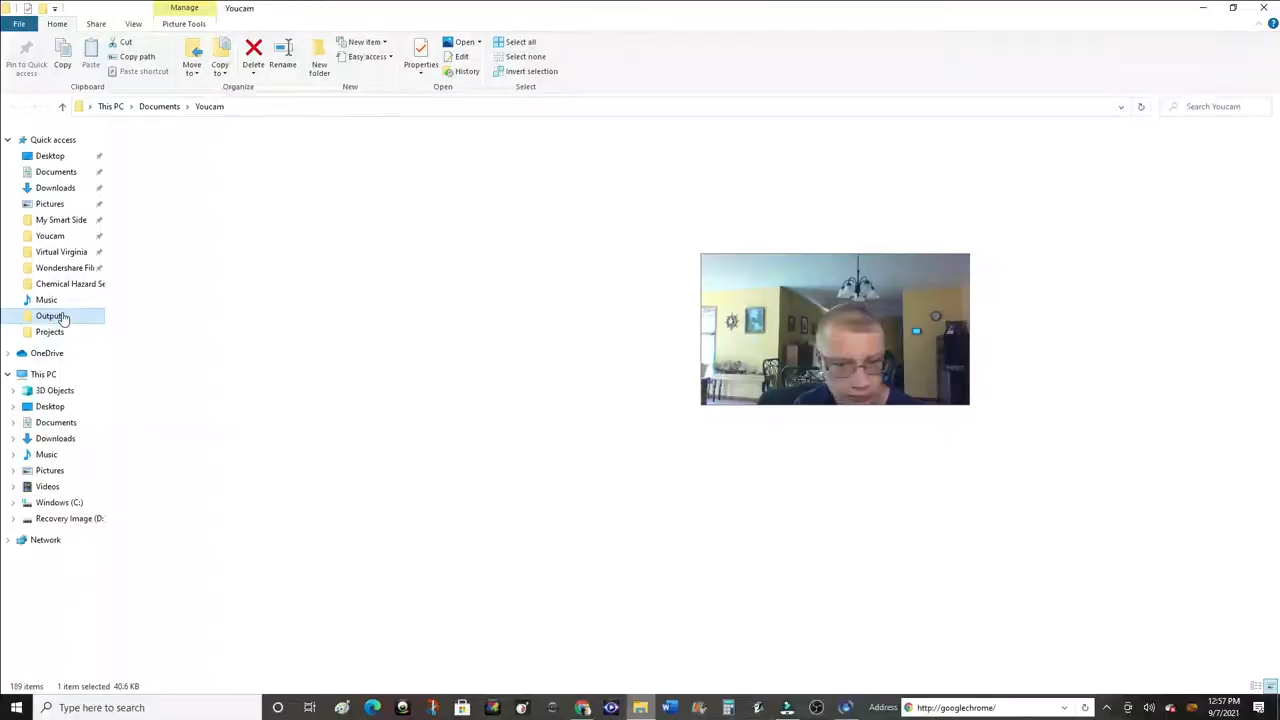 Manage
Youcam
File
Home
Share
View
Picture Tools
Pin to Quick access
Copy
Paste
Cut
Copy path
Paste shortcut
Clipboard
Move to
Copy to
Delete
Rename
Organize
New folder
New item
Easy access
New
Properties
Open
Edit
History
Open
Select all
Select none
Invert selection
Select
This PC
Documents
Youcam
Search Youcam
Quick access
Desktop
Documents
Downloads
Pictures
My Smart Side
Youcam
Virtual Virginia
Wondershare Fil
Chemical Hazard Se
Music
Output
Projects
OneDrive
This PC
3D Objects
Desktop
Documents
Downloads
Music
Pictures
Videos
Windows (C:)
Recovery Image (D:
Network
189 items
1 item selected 40.6 KB
Type here to search
Address
http://googlechrome/
12:57 PM
9/7/2021